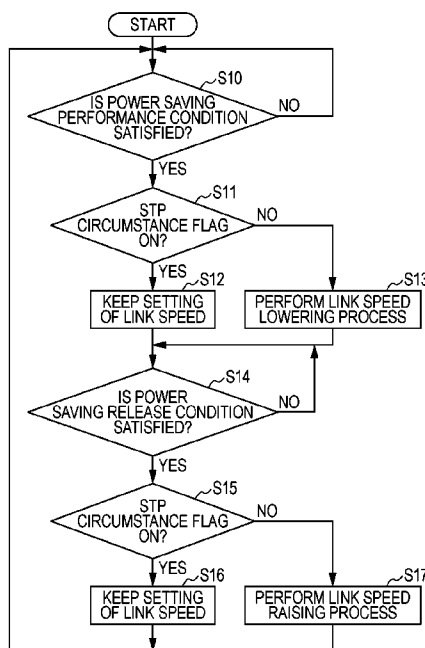 START
S10
IS POWER SAVING
PERFORMANCE CONDITION
SATISFIED?
NO
YES
S11
STP
CIRCUMSTANCE FLAG
ON?
NO
YES
S12
KEEP SETTING
OF LINK SPEED
S13
PERFORM LINK SPEED
LOWERING PROCESS
S14
IS POWER
SAVING RELEASE CONDITION
SATISFIED?
NO
YES
S15
STP
CIRCUMSTANCE FLAG
ON?
NO
YES
S16
KEEP SETTING
OF LINK SPEED
S17
PERFORM LINK SPEED
RAISING PROCESS